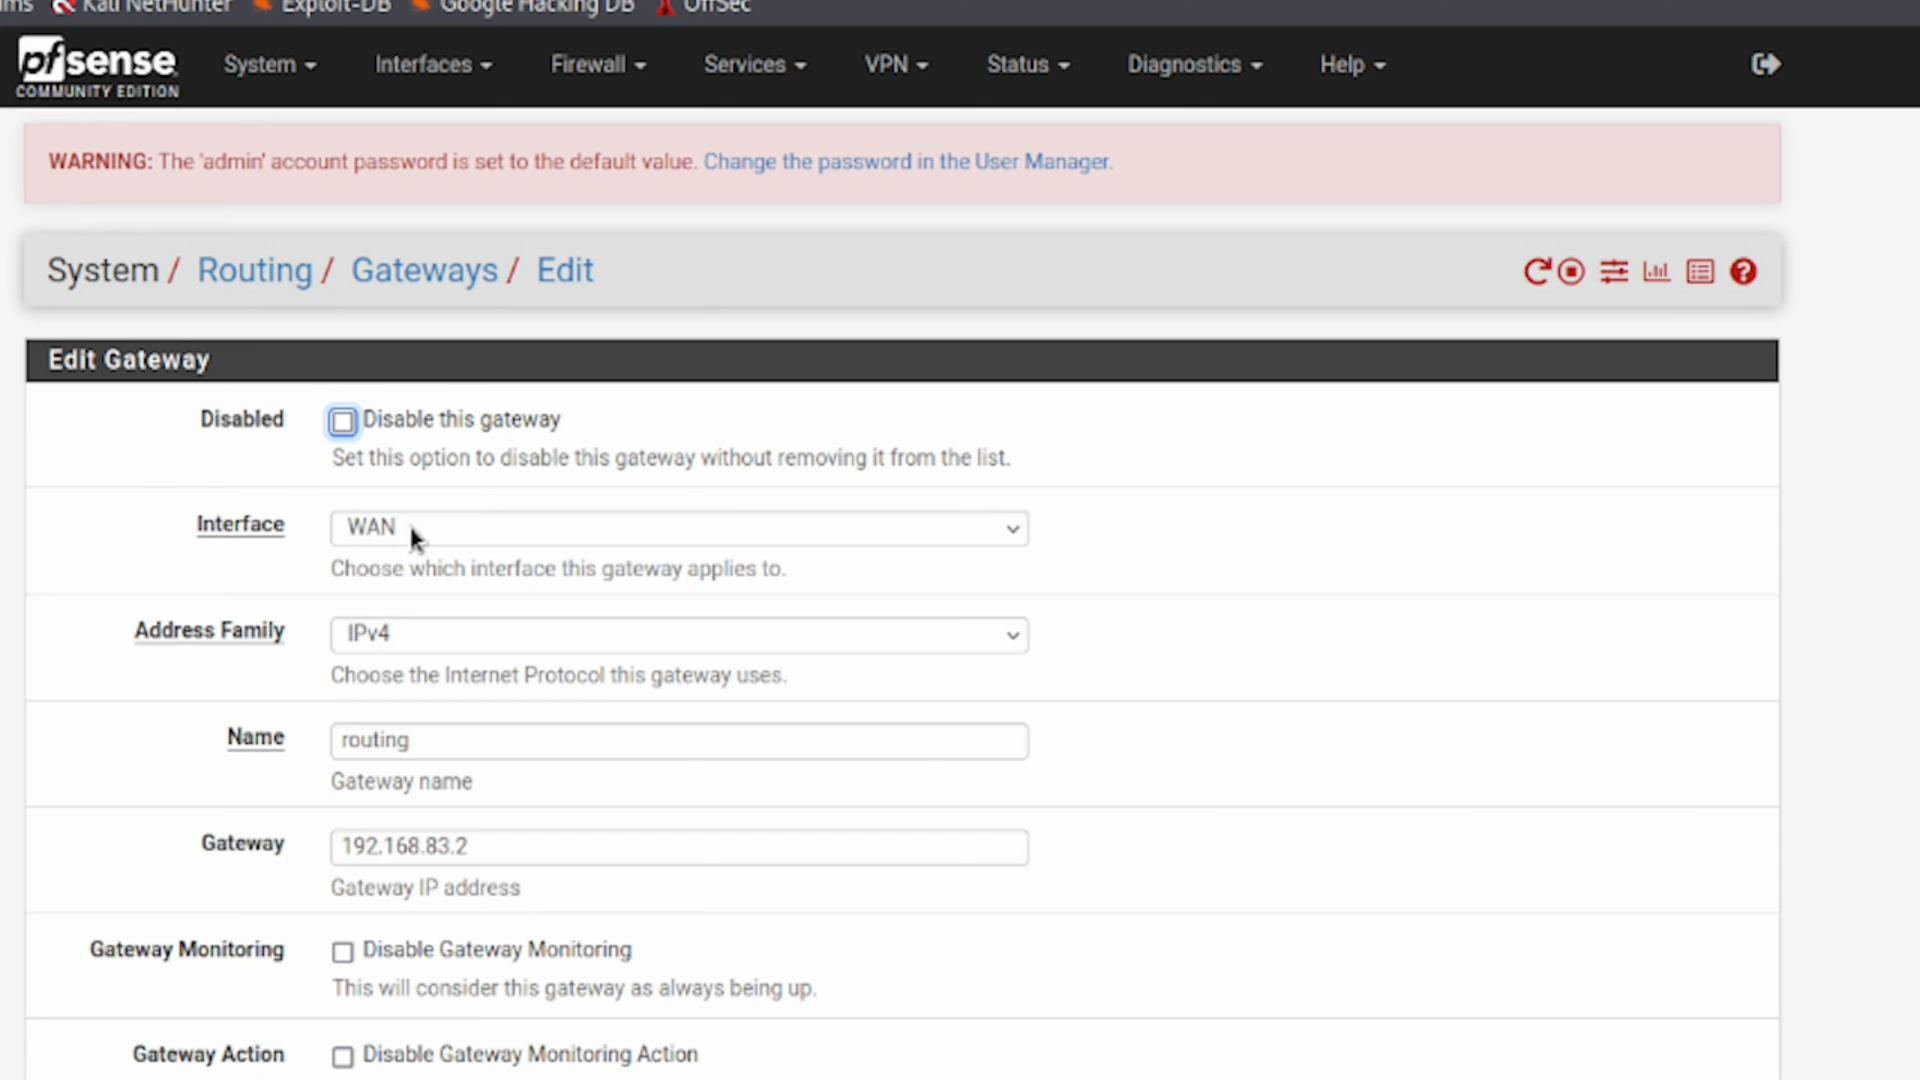 Kali NetHunter Exploit-DB Google Hacking DB OffSec
pfsense System Interfaces Firewall Services VPN Status Diagnostics Help
COMMUNITY EDITION
WARNING: The 'admin' account password is set to the default value. Change the password in the User Manager.
System / Routing / Gateways / Edit
Edit Gateway
Disabled Disable this gateway
Set this option to disable this gateway without removing it from the list.
Interface WAN
Choose which interface this gateway applies to.
Address Family IPv4
Choose the Internet Protocol this gateway uses.
Name routing
Gateway name
Gateway 192.168.83.2
Gateway IP address
Gateway Monitoring Disable Gateway Monitoring
This will consider this gateway as always being up.
Gateway Action Disable Gateway Monitoring Action